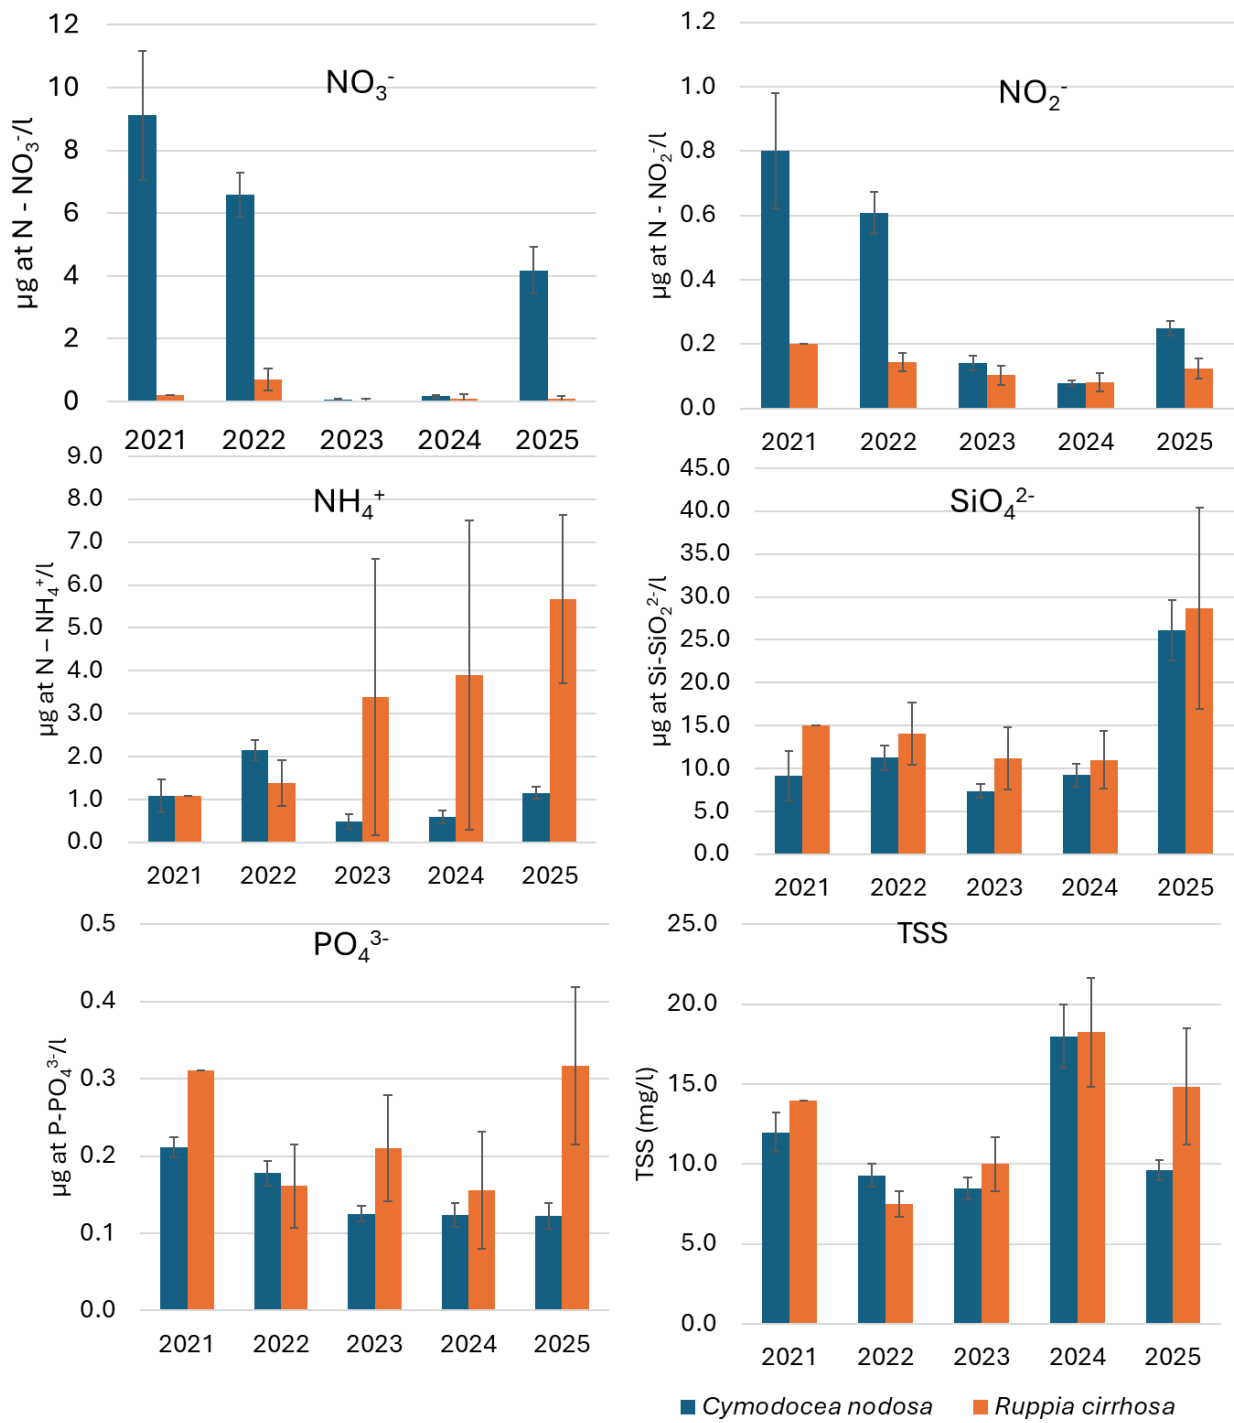 NO₃⁻
µg at N - NO₃⁻/l
12
10
8
6
4
2
0
2021 2022 2023 2024 2025
NO₂⁻
µg at N - NO₂⁻/l
1.2
1.0
0.8
0.6
0.4
0.2
0.0
2021 2022 2023 2024 2025
NH₄⁺
µg at N – NH₄⁺/l
9.0
8.0
7.0
6.0
5.0
4.0
3.0
2.0
1.0
0.0
2021 2022 2023 2024 2025
SiO₄²⁻
µg at Si-SiO₂²⁻/l
45.0
40.0
35.0
30.0
25.0
20.0
15.0
10.0
5.0
0.0
2021 2022 2023 2024 2025
PO₄³⁻
µg at P-PO₄³⁻/l
0.5
0.4
0.3
0.2
0.1
0.0
2021 2022 2023 2024 2025
TSS
TSS (mg/l)
25.0
20.0
15.0
10.0
5.0
0.0
2021 2022 2023 2024 2025
Cymodocea nodosa Ruppia cirrhosa